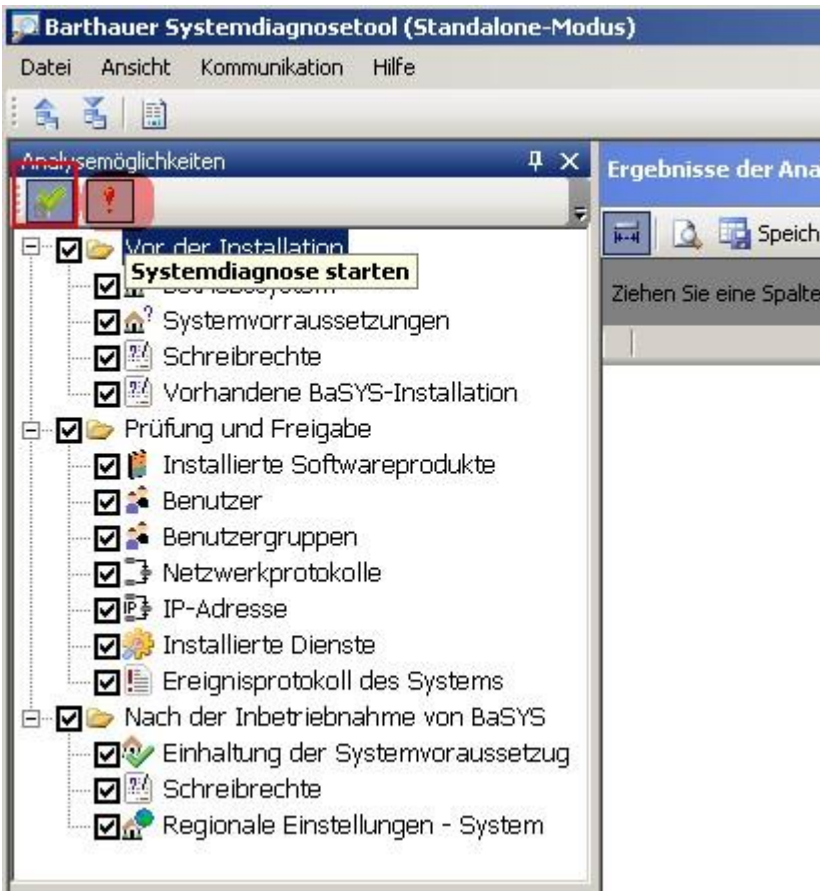 Barthauer Systemdiagnosetool (Standalone-Modus)
Datei Ansicht Kommunikation Hilfe
Analysemöglichkeiten
Vor der Installation
Systemdiagnose starten
Betriebssystem
Systemvorraussetzungen
Schreibrechte
Vorhandene BaSYS-Installation
Prüfung und Freigabe
Installierte Softwareprodukte
Benutzer
Benutzergruppen
Netzwerkprotokolle
IP-Adresse
Installierte Dienste
Ereignisprotokoll des Systems
Nach der Inbetriebnahme von BaSYS
Einhaltung der Systemvoraussetzug
Schreibrechte
Regionale Einstellungen - System
Ergebnisse der Ana
Speich
Ziehen Sie eine Spalte